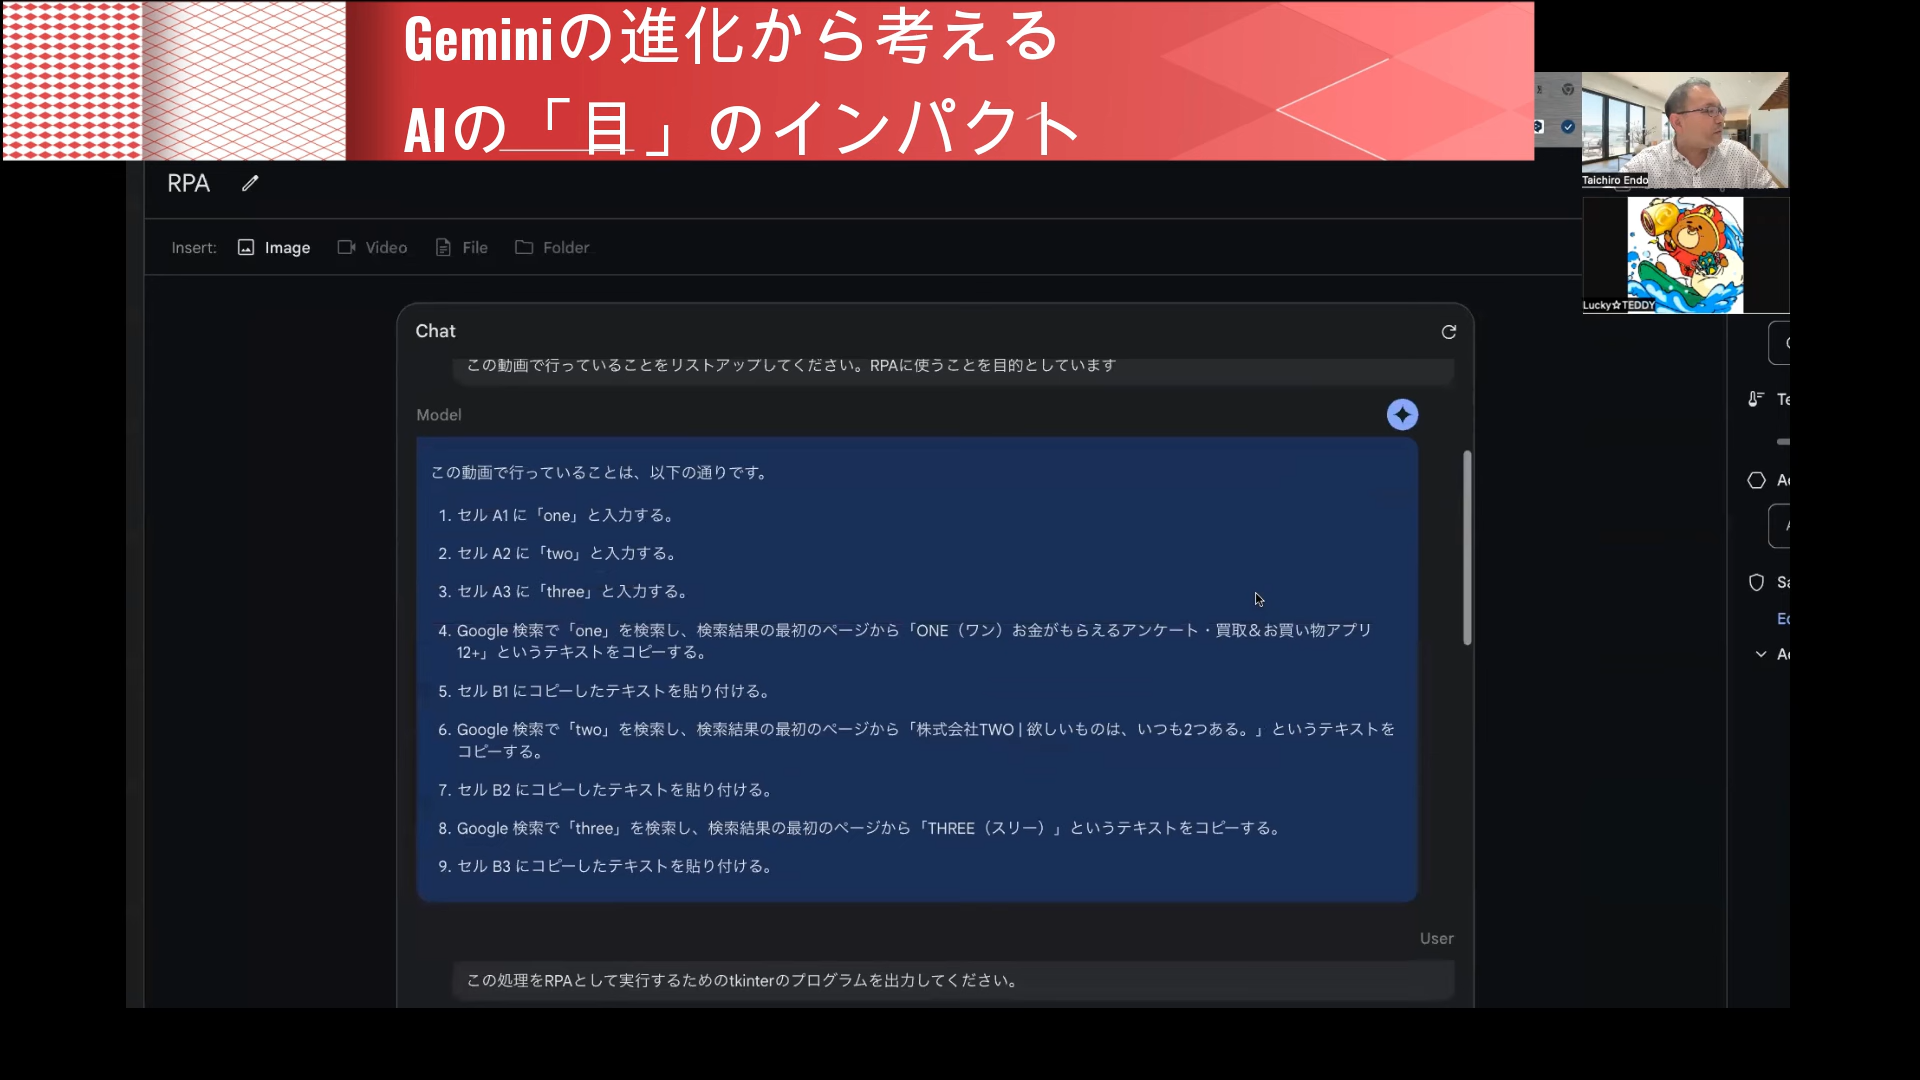 Geminiの進化から考える
AIの「目」のインパクト
RPA
Taichiro Endo
Insert:
Image
Video
File
Folder
Lucky☆TEDDY
Chat
この動画で行っていることをリストアップしてください。RPAに使うことを目的としています
Model
この動画で行っていることは、以下の通りです。
1. セル A1 に「one」と入力する。
2. セル A2 に「two」と入力する。
3. セル A3 に「three」と入力する。
4. Google 検索で「one」を検索し、検索結果の最初のページから「ONE（ワン）お金がもらえるアンケート・買取＆お買い物アプリ
12+」というテキストをコピーする。
5. セル B1 にコピーしたテキストを貼り付ける。
6. Google 検索で「two」を検索し、検索結果の最初のページから「株式会社TWO | 欲しいものは、いつも2つある。」というテキストを
コピーする。
7. セル B2 にコピーしたテキストを貼り付ける。
8. Google 検索で「three」を検索し、検索結果の最初のページから「THREE（スリー）」というテキストをコピーする。
9. セル B3 にコピーしたテキストを貼り付ける。
User
この処理をRPAとして実行するためのtkinterのプログラムを出力してください。